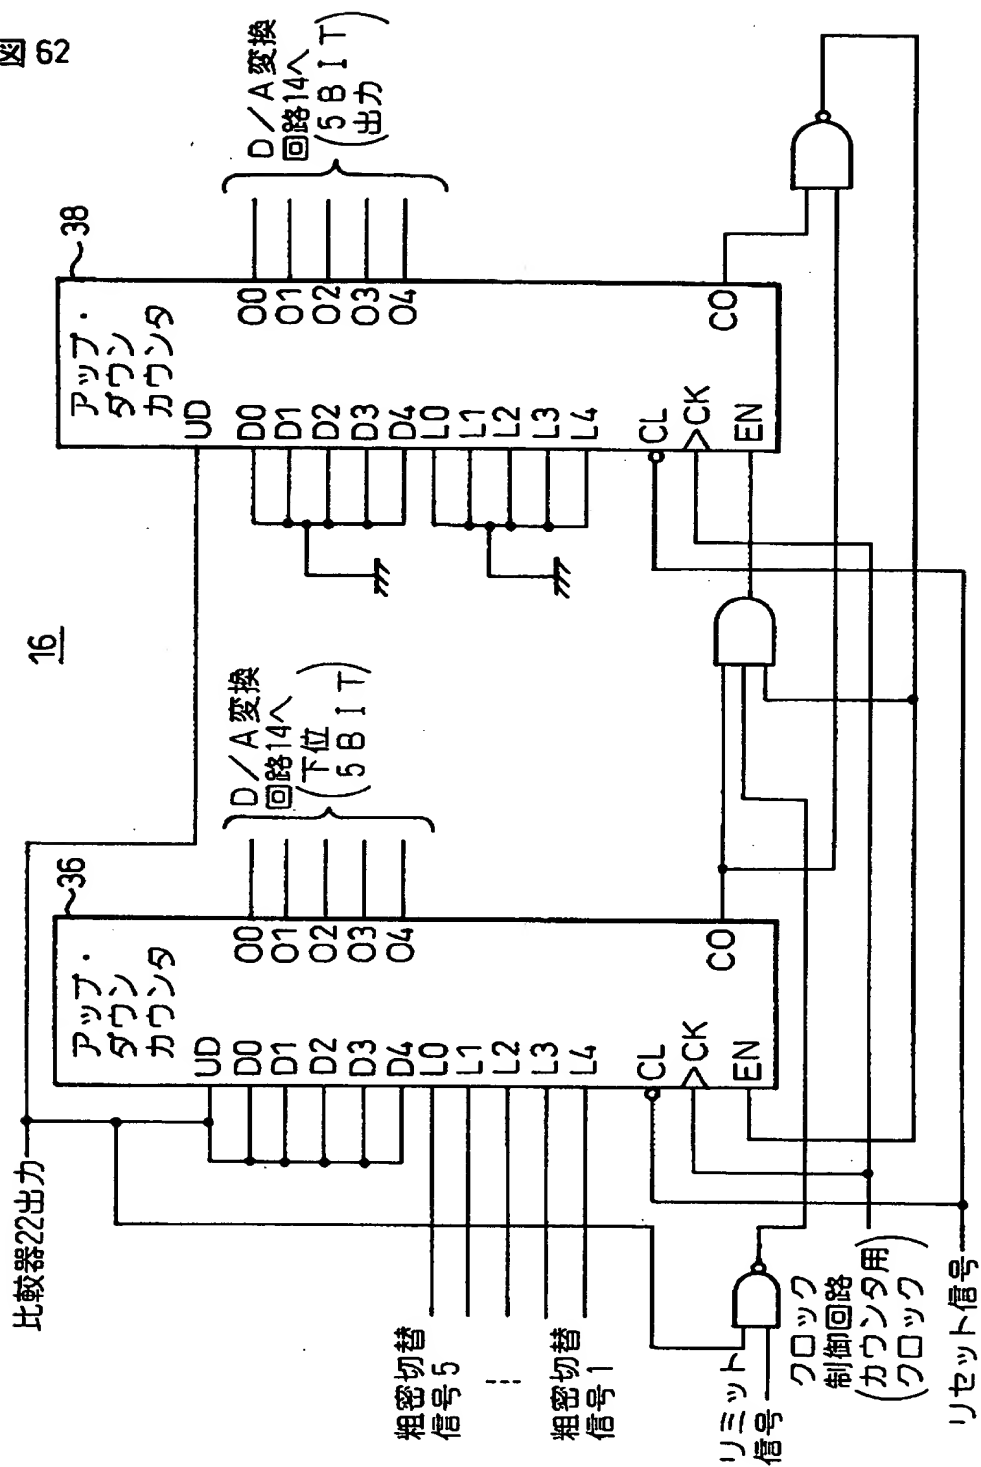 図 62
16
比較器22出力
36
アップ・
ダウン
カウンタ
UD
D0
D1
D2
D3
D4
L0
L1
L2
L3
L4
CL
CK
EN
O0
O1
O2
O3
O4
CO
D/A変換
回路14へ
(下位
5BIT)
38
アップ・
ダウン
カウンタ
UD
D0
D1
D2
D3
D4
L0
L1
L2
L3
L4
CL
CK
EN
O0
O1
O2
O3
O4
CO
D/A変換
回路14へ
(5BIT
出力)
粗密切替
信号5
⋮
粗密切替
信号1
リミット
信号
クロック
制御回路
(カウンタ用
クロック)
リセット信号